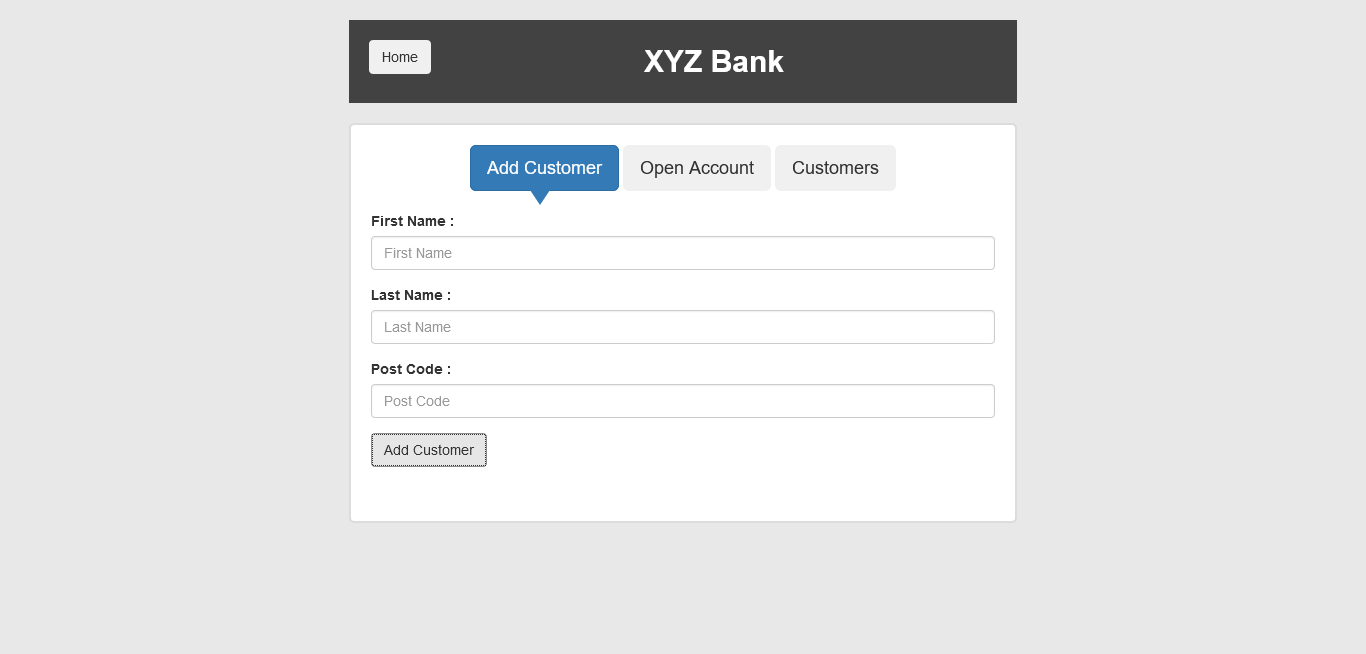 Home
XYZ Bank
Add Customer
Open Account
Customers
First Name :
First Name
Last Name :
Last Name
Post Code :
Post Code
Add Customer